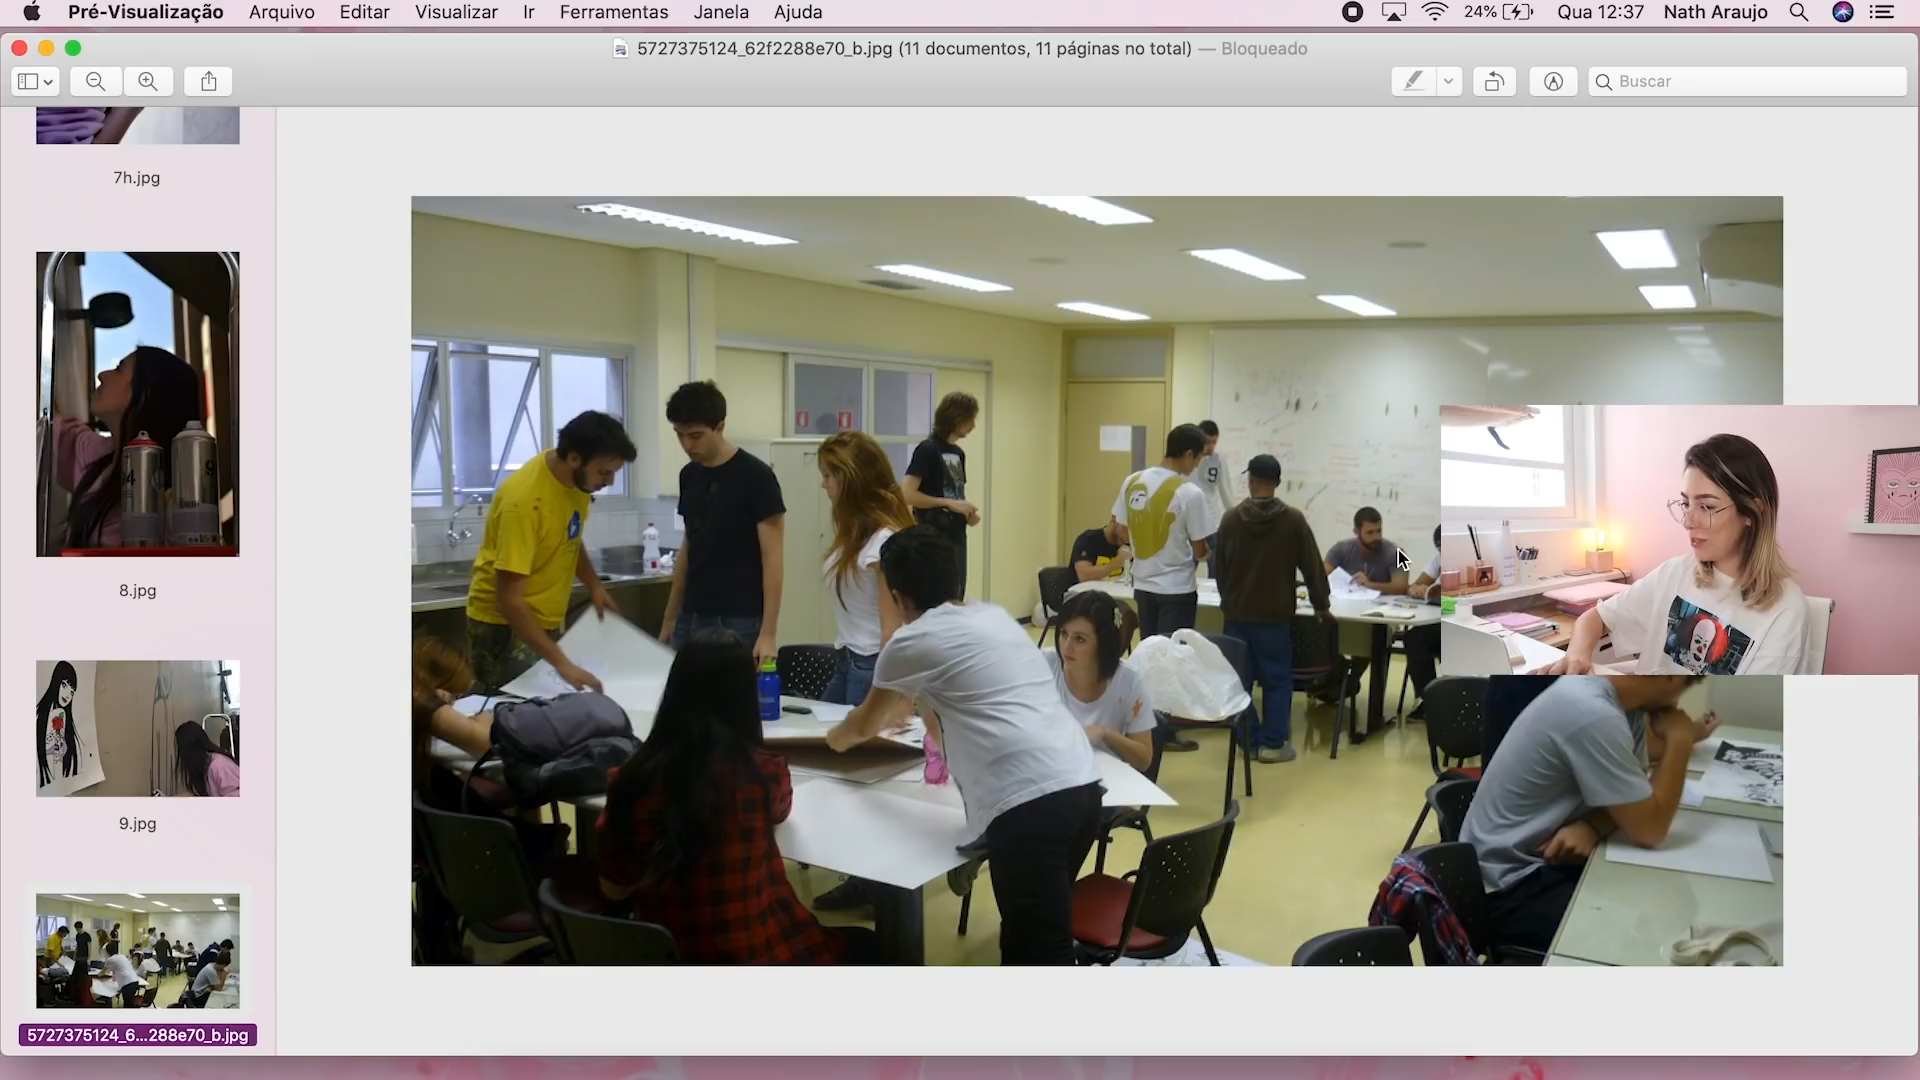 Pré-Visualização Arquivo Editar Visualizar Ir Ferramentas Janela Ajuda 24% Qua 12:37 Nath Araujo
5727375124_62f2288e70_b.jpg (11 documentos, 11 páginas no total) — Bloqueado
Buscar
7h.jpg
8.jpg
9.jpg
5727375124_6...288e70_b.jpg
9